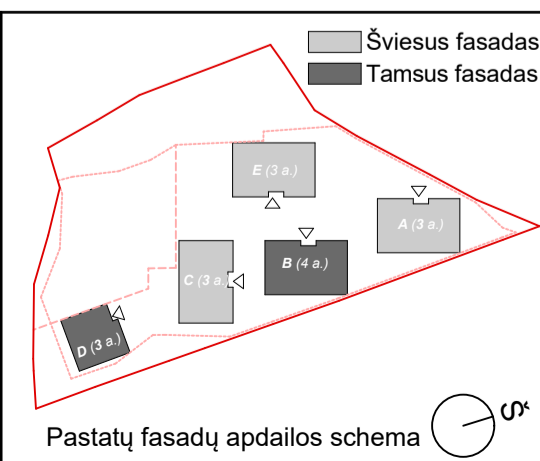 Šviesus fasadas
Tamsus fasadas
E (3 a.)
A (3 a.)
B (4 a.)
C (3 a.)
D (3 a.)
Pastatų fasadų apdailos schema
Š